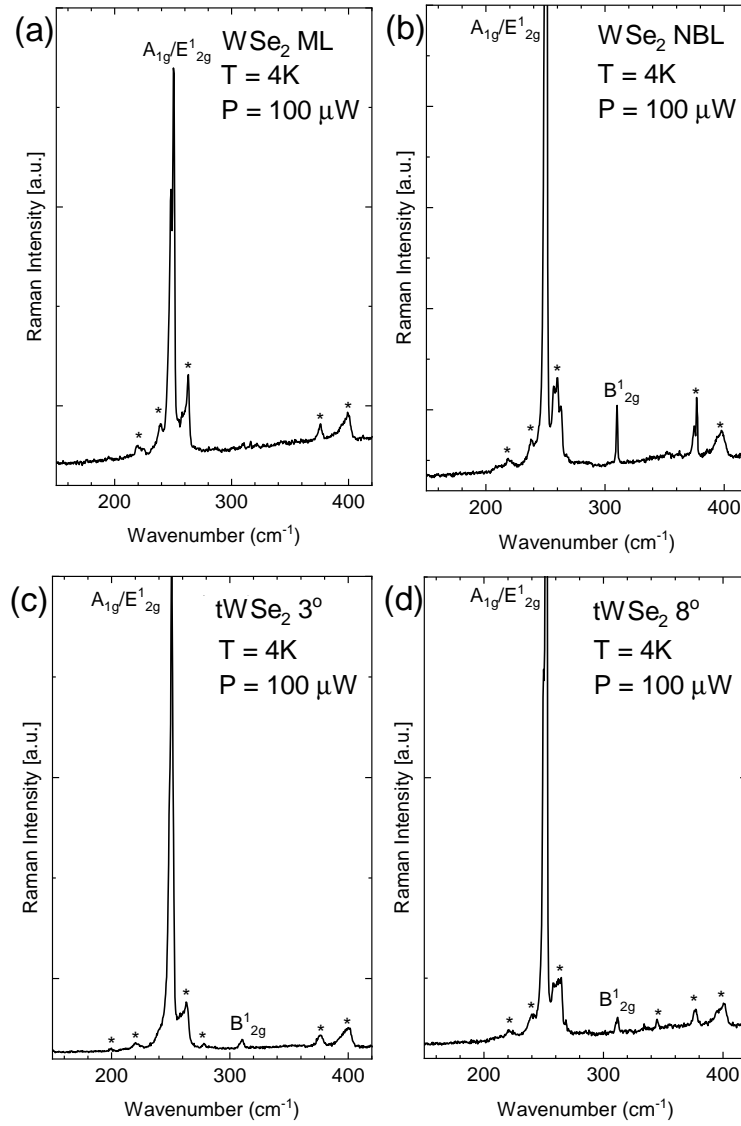 (a)
A₁g/E¹₂g
WSe₂ ML
T = 4K
P = 100 μW
*
*
*
*
*
Raman Intensity [a.u.]
200
300
400
Wavenumber (cm⁻¹)
(b)
A₁g/E¹₂g
WSe₂ NBL
T = 4K
P = 100 μW
*
*
*
B¹₂g
*
*
Raman Intensity [a.u.]
200
300
400
Wavenumber (cm⁻¹)
(c)
A₁g/E¹₂g
tWSe₂ 3°
T = 4K
P = 100 μW
*
*
*
*
B¹₂g
*
*
Raman Intensity [a.u.]
200
300
400
Wavenumber (cm⁻¹)
(d)
A₁g/E¹₂g
tWSe₂ 8°
T = 4K
P = 100 μW
*
*
*
B¹₂g
*
*
*
Raman Intensity [a.u.]
200
300
400
Wavenumber (cm⁻¹)